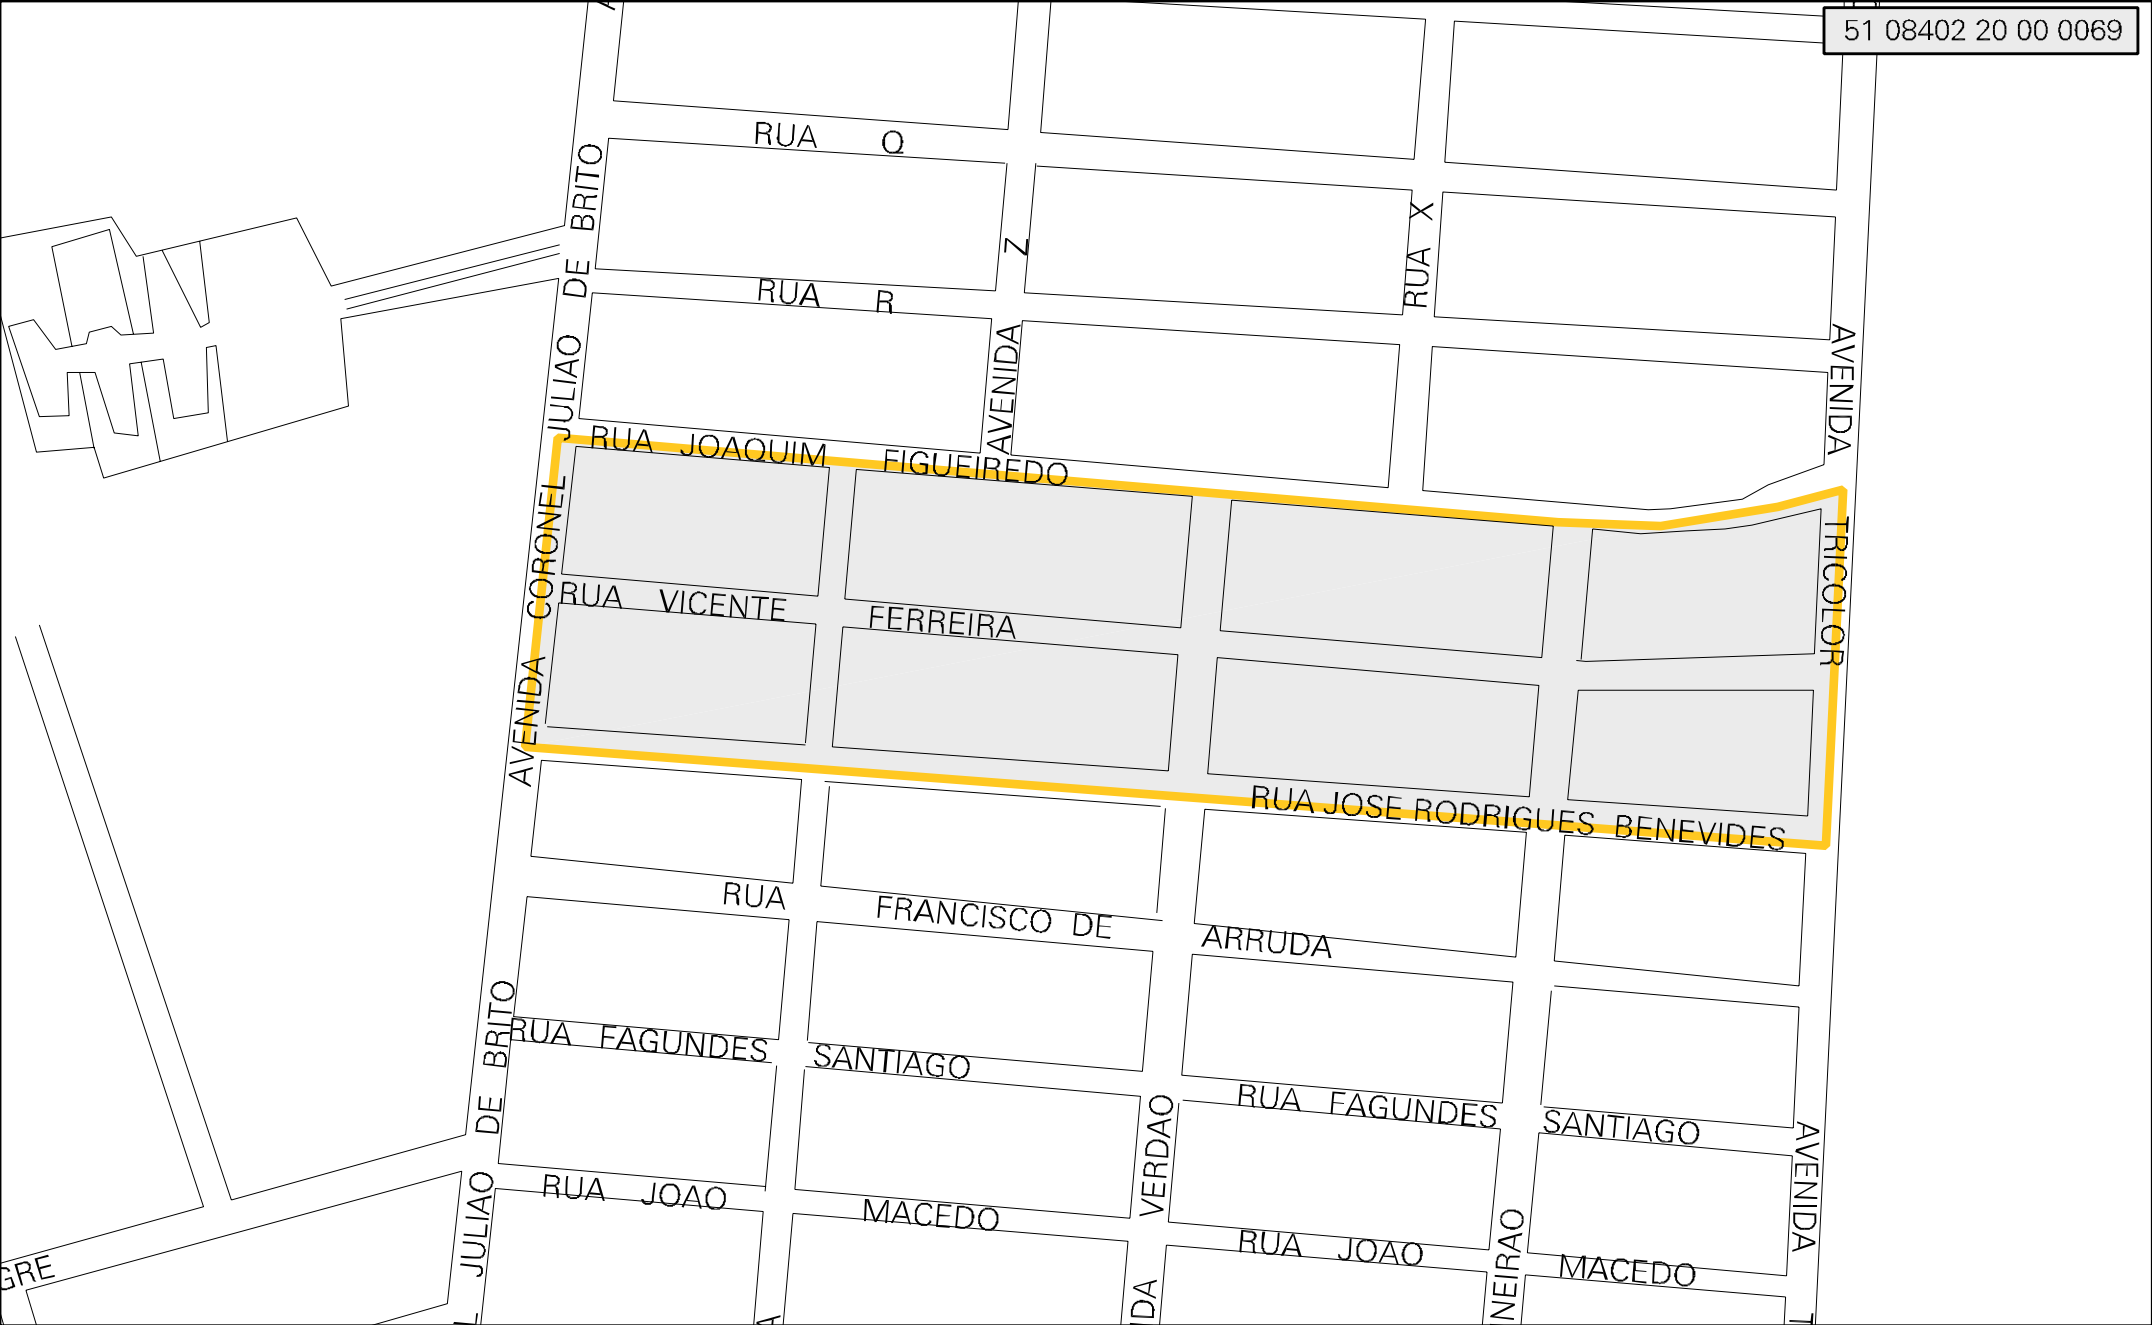 51 08402 20 00 0069
RUA Q
AVENIDA Z
RUA X
RUA R
AVENIDA CORONEL JULIAO DE BRITO
AVENIDA TRICOLOR
RUA JOAQUIM FIGUEIREDO
RUA VICENTE FERREIRA
RUA JOSE RODRIGUES BENEVIDES
RUA FRANCISCO DE ARRUDA
DE BRITO
RUA FAGUNDES SANTIAGO
RUA FAGUNDES SANTIAGO
VERDAO
AVENIDA
JULIAO
RUA JOAO MACEDO
RUA JOAO MACEDO
NEIRAO
GRE
DA